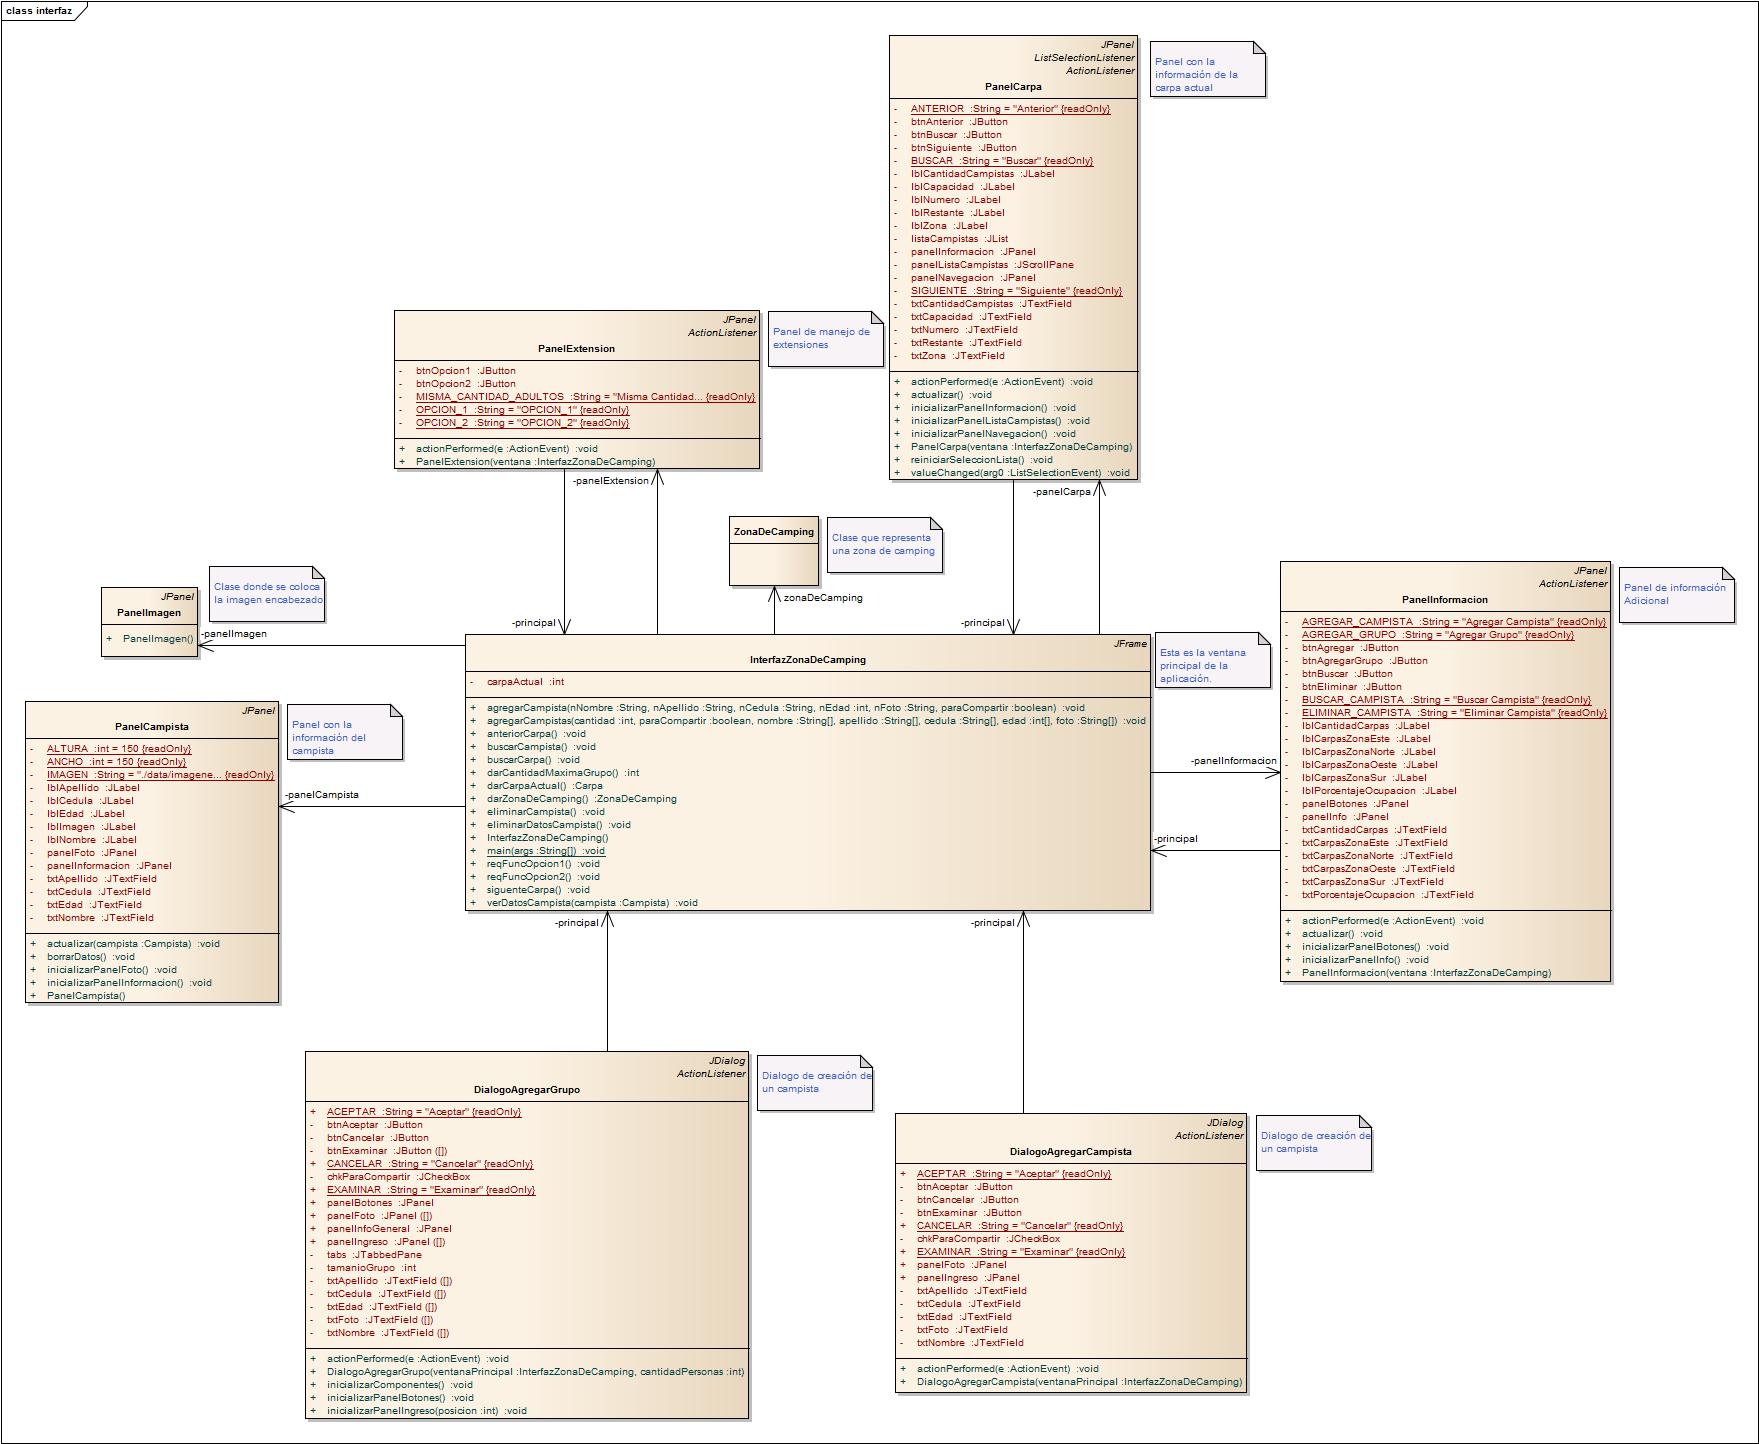 class interfaz
JPanel
ListSelectionListener
ActionListener
PanelCarpa
- ANTERIOR :String = "Anterior" {readOnly}
- btnAnterior :JButton
- btnBuscar :JButton
- btnSiguiente :JButton
- BUSCAR :String = "Buscar" {readOnly}
- lblCantidadCampistas :JLabel
- lblCapacidad :JLabel
- lblNumero :JLabel
- lblRestante :JLabel
- lblZona :JLabel
- listaCampistas :JList
- panelInformacion :JPanel
- panelListaCampistas :JScrollPane
- panelNavegacion :JPanel
- SIGUIENTE :String = "Siguiente" {readOnly}
- txtCantidadCampistas :JTextField
- txtCapacidad :JTextField
- txtNumero :JTextField
- txtRestante :JTextField
- txtZona :JTextField
+ actionPerformed(e :ActionEvent) :void
+ actualizar() :void
+ inicializarPanelInformacion() :void
+ inicializarPanelListaCampistas() :void
+ inicializarPanelNavegacion() :void
+ PanelCarpa(ventana :InterfazZonaDeCamping)
+ reiniciarSeleccionLista() :void
+ valueChanged(arg0 :ListSelectionEvent) :void
Panel con la
información de la
carpa actual
JPanel
ActionListener
PanelExtension
- btnOpcion1 :JButton
- btnOpcion2 :JButton
- MISMA_CANTIDAD_ADULTOS :String = "Misma Cantidad... {readOnly}
- OPCION_1 :String = "OPCION_1" {readOnly}
- OPCION_2 :String = "OPCION_2" {readOnly}
+ actionPerformed(e :ActionEvent) :void
+ PanelExtension(ventana :InterfazZonaDeCamping)
Panel de manejo de
extensiones
-panelExtension
-panelCarpa
ZonaDeCamping
Clase que representa
una zona de camping
zonaDeCamping
-principal
-principal
JPanel
PanelImagen
+ PanelImagen()
Clase donde se coloca
la imagen encabezado
-panelImagen
JFrame
InterfazZonaDeCamping
- carpaActual :int
+ agregarCampista(nNombre :String, nApellido :String, nCedula :String, nEdad :int, nFoto :String, paraCompartir :boolean) :void
+ agregarCampistas(cantidad :int, paraCompartir :boolean, nombre :String[], apellido :String[], cedula :String[], edad :int[], foto :String[]) :void
+ anteriorCarpa() :void
+ buscarCampista() :void
+ buscarCarpa() :void
+ darCantidadMaximaGrupo() :int
+ darCarpaActual() :Carpa
+ darZonaDeCamping() :ZonaDeCamping
+ eliminarCampista() :void
+ eliminarDatosCampista() :void
+ InterfazZonaDeCamping()
+ main(args :String[]) :void
+ reqFuncOpcion1() :void
+ reqFuncOpcion2() :void
+ siguenteCarpa() :void
+ verDatosCampista(campista :Campista) :void
Esta es la ventana
principal de la
aplicación.
JPanel
ActionListener
PanelInformacion
- AGREGAR_CAMPISTA :String = "Agregar Campista" {readOnly}
- AGREGAR_GRUPO :String = "Agregar Grupo" {readOnly}
- btnAgregar :JButton
- btnAgregarGrupo :JButton
- btnBuscar :JButton
- btnEliminar :JButton
- BUSCAR_CAMPISTA :String = "Buscar Campista" {readOnly}
- ELIMINAR_CAMPISTA :String = "Eliminar Campista" {readOnly}
- lblCantidadCarpas :JLabel
- lblCarpasZonaEste :JLabel
- lblCarpasZonaNorte :JLabel
- lblCarpasZonaOeste :JLabel
- lblCarpasZonaSur :JLabel
- lblPorcentajeOcupacion :JLabel
- panelBotones :JPanel
- panelInfo :JPanel
- txtCantidadCarpas :JTextField
- txtCarpasZonaEste :JTextField
- txtCarpasZonaNorte :JTextField
- txtCarpasZonaOeste :JTextField
- txtCarpasZonaSur :JTextField
- txtPorcentajeOcupacion :JTextField
+ actionPerformed(e :ActionEvent) :void
+ actualizar() :void
+ inicializarPanelBotones() :void
+ inicializarPanelInfo() :void
+ PanelInformacion(ventana :InterfazZonaDeCamping)
Panel de información
Adicional
-panelInformacion
-principal
JPanel
PanelCampista
- ALTURA :int = 150 {readOnly}
- ANCHO :int = 150 {readOnly}
- IMAGEN :String = "./data/imagene... {readOnly}
- lblApellido :JLabel
- lblCedula :JLabel
- lblEdad :JLabel
- lblImagen :JLabel
- lblNombre :JLabel
- panelFoto :JPanel
- panelInformacion :JPanel
- txtApellido :JTextField
- txtCedula :JTextField
- txtEdad :JTextField
- txtNombre :JTextField
+ actualizar(campista :Campista) :void
+ borrarDatos() :void
+ inicializarPanelFoto() :void
+ inicializarPanelInformacion() :void
+ PanelCampista()
Panel con la
información del
campista
-panelCampista
-principal
-principal
JDialog
ActionListener
DialogoAgregarGrupo
+ ACEPTAR :String = "Aceptar" {readOnly}
- btnAceptar :JButton
- btnCancelar :JButton
- btnExaminar :JButton ([])
+ CANCELAR :String = "Cancelar" {readOnly}
- chkParaCompartir :JCheckBox
+ EXAMINAR :String = "Examinar" {readOnly}
+ panelBotones :JPanel
+ panelFoto :JPanel ([])
+ panelInfoGeneral :JPanel
+ panelIngreso :JPanel ([])
- tabs :JTabbedPane
- tamanioGrupo :int
- txtApellido :JTextField ([])
- txtCedula :JTextField ([])
- txtEdad :JTextField ([])
- txtFoto :JTextField ([])
- txtNombre :JTextField ([])
+ actionPerformed(e :ActionEvent) :void
+ DialogoAgregarGrupo(ventanaPrincipal :InterfazZonaDeCamping, cantidadPersonas :int)
+ inicializarComponentes() :void
+ inicializarPanelBotones() :void
+ inicializarPanelIngreso(posicion :int) :void
Dialogo de creación de
un campista
JDialog
ActionListener
DialogoAgregarCampista
+ ACEPTAR :String = "Aceptar" {readOnly}
- btnAceptar :JButton
- btnCancelar :JButton
- btnExaminar :JButton
+ CANCELAR :String = "Cancelar" {readOnly}
- chkParaCompartir :JCheckBox
+ EXAMINAR :String = "Examinar" {readOnly}
+ panelFoto :JPanel
+ panelIngreso :JPanel
- txtApellido :JTextField
- txtCedula :JTextField
- txtEdad :JTextField
- txtFoto :JTextField
- txtNombre :JTextField
+ actionPerformed(e :ActionEvent) :void
+ DialogoAgregarCampista(ventanaPrincipal :InterfazZonaDeCamping)
Dialogo de creación de
un campista